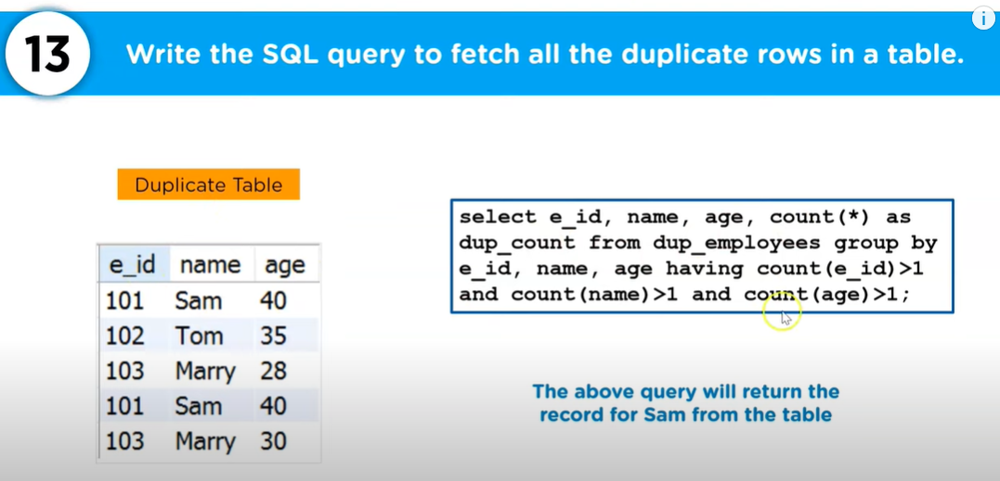 i
13
Write the SQL query to fetch all the duplicate rows in a table.
Duplicate Table
e_id name age
101 Sam 40
102 Tom 35
103 Marry 28
101 Sam 40
103 Marry 30
select e_id, name, age, count(*) as
dup_count from dup_employees group by
e_id, name, age having count(e_id)>1
and count(name)>1 and count(age)>1;
The above query will return the
record for Sam from the table